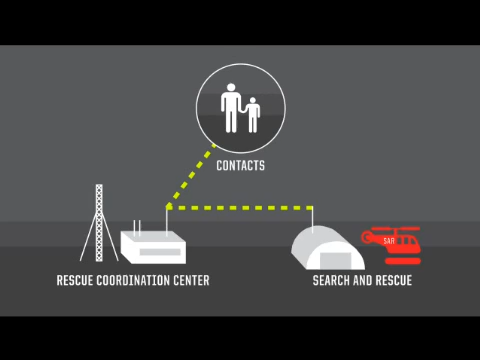 CONTACTS
SAR
RESCUE COORDINATION CENTER
SEARCH AND RESCUE